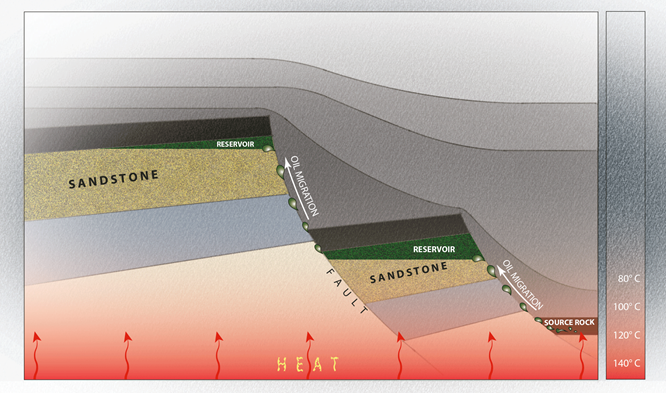 RESERVOIR
SANDSTONE
OIL MIGRATION
RESERVOIR
SANDSTONE
OIL MIGRATION
FAULT
SOURCE ROCK
HEAT
80° C
100° C
120° C
140° C